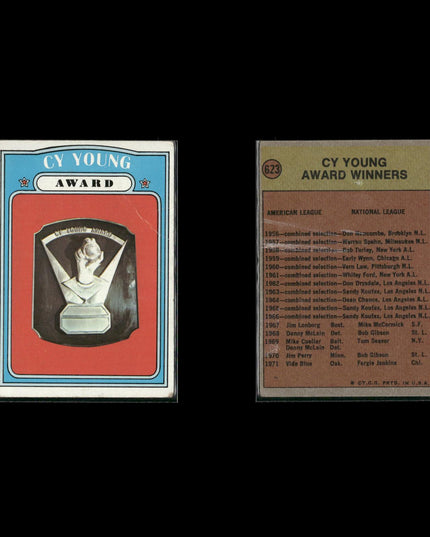 CY YOUNG
AWARD
CY YOUNG AWARD
623
CY YOUNG
AWARD WINNERS
AMERICAN LEAGUE NATIONAL LEAGUE
1956—combined selection—Don Newcombe, Brooklyn N.L.
1957—combined selection—Warren Spahn, Milwaukee N.L.
1958—combined selection—Bob Turley, New York A.L.
1959—combined selection—Early Wynn, Chicago A.L.
1960—combined selection—Vern Law, Pittsburgh N.L.
1961—combined selection—Whitey Ford, New York A.L.
1962—combined selection—Don Drysdale, Los Angeles N.L.
1963—combined selection—Sandy Koufax, Los Angeles N.L.
1964—combined selection—Dean Chance, Los Angeles A.L.
1965—combined selection—Sandy Koufax, Los Angeles N.L.
1966—combined selection—Sandy Koufax, Los Angeles N.L.
1967 Jim Lonborg Bost. Mike McCormick S.F.
1968 Denny McLain Det. Bob Gibson St. L.
1969 Mike Cuellar Balt. Tom Seaver N.Y.
Denny McLain Det.
1970 Jim Perry Minn. Bob Gibson St. L.
1971 Vida Blue Oak. Fergie Jenkins Chi.
© T.C.G. PRTD. IN U.S.A.